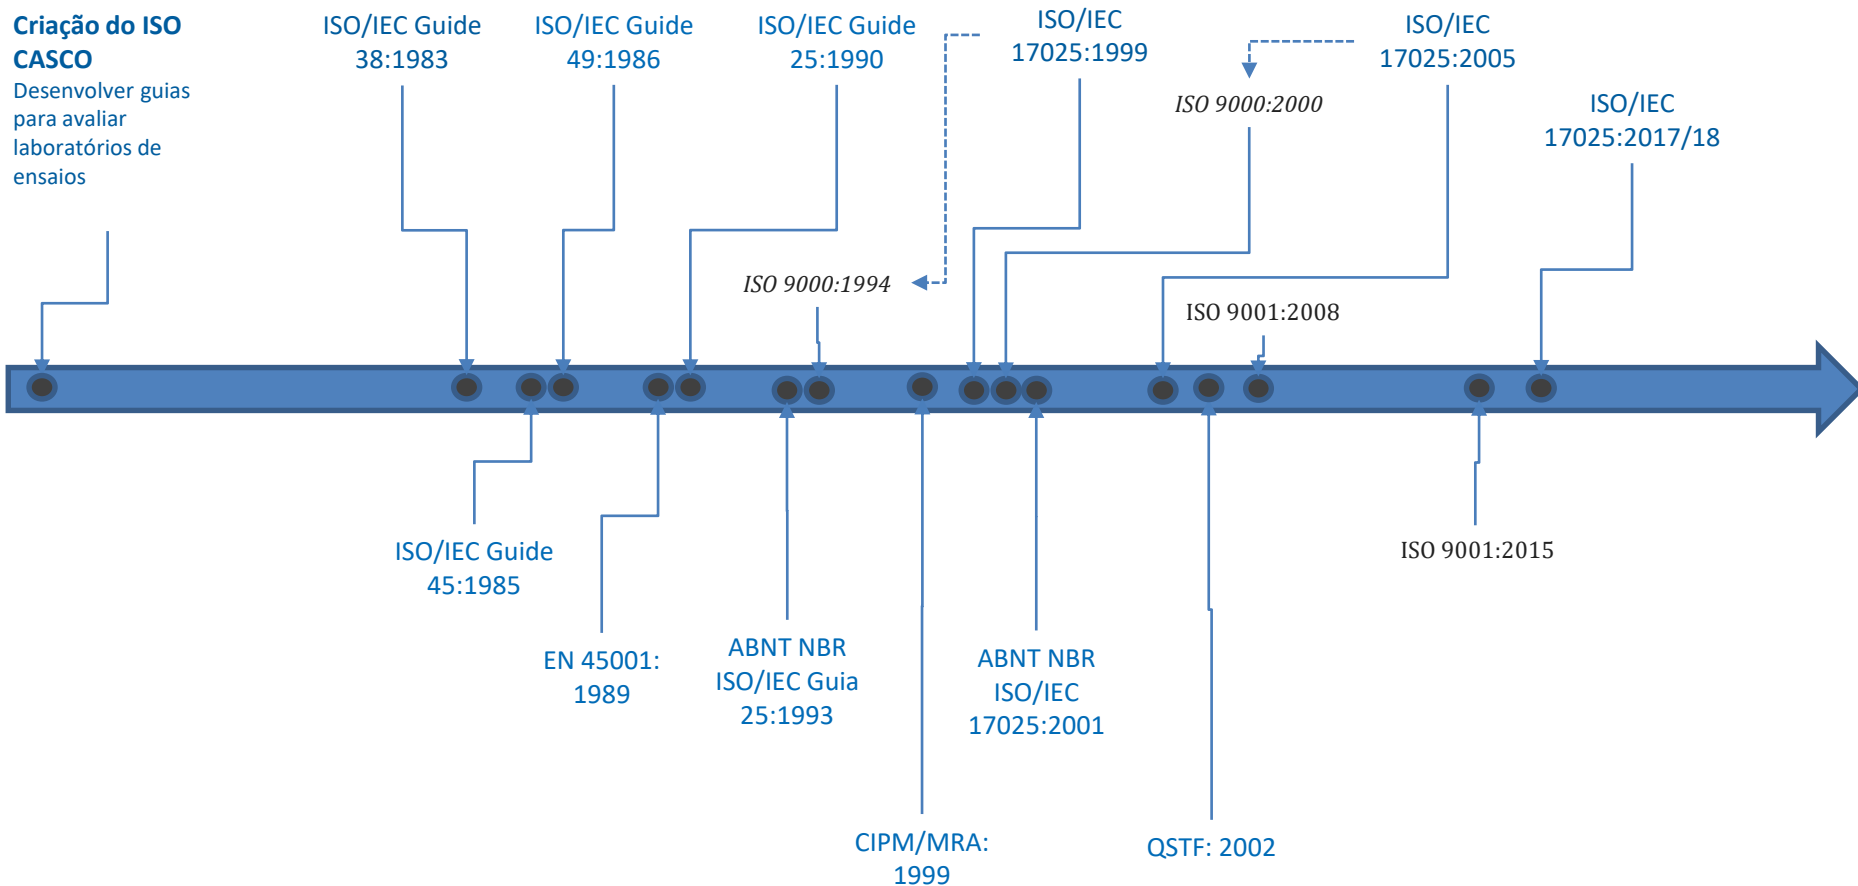 Criação do ISO
CASCO
Desenvolver guias
para avaliar
laboratórios de
ensaios
ISO/IEC Guide
38:1983
ISO/IEC Guide
49:1986
ISO/IEC Guide
25:1990
ISO/IEC
17025:1999
ISO/IEC
17025:2005
ISO 9000:2000
ISO/IEC
17025:2017/18
ISO 9000:1994
ISO 9001:2008
ISO/IEC Guide
45:1985
EN 45001:
1989
ABNT NBR
ISO/IEC Guia
25:1993
CIPM/MRA:
1999
ABNT NBR
ISO/IEC
17025:2001
QSTF: 2002
ISO 9001:2015